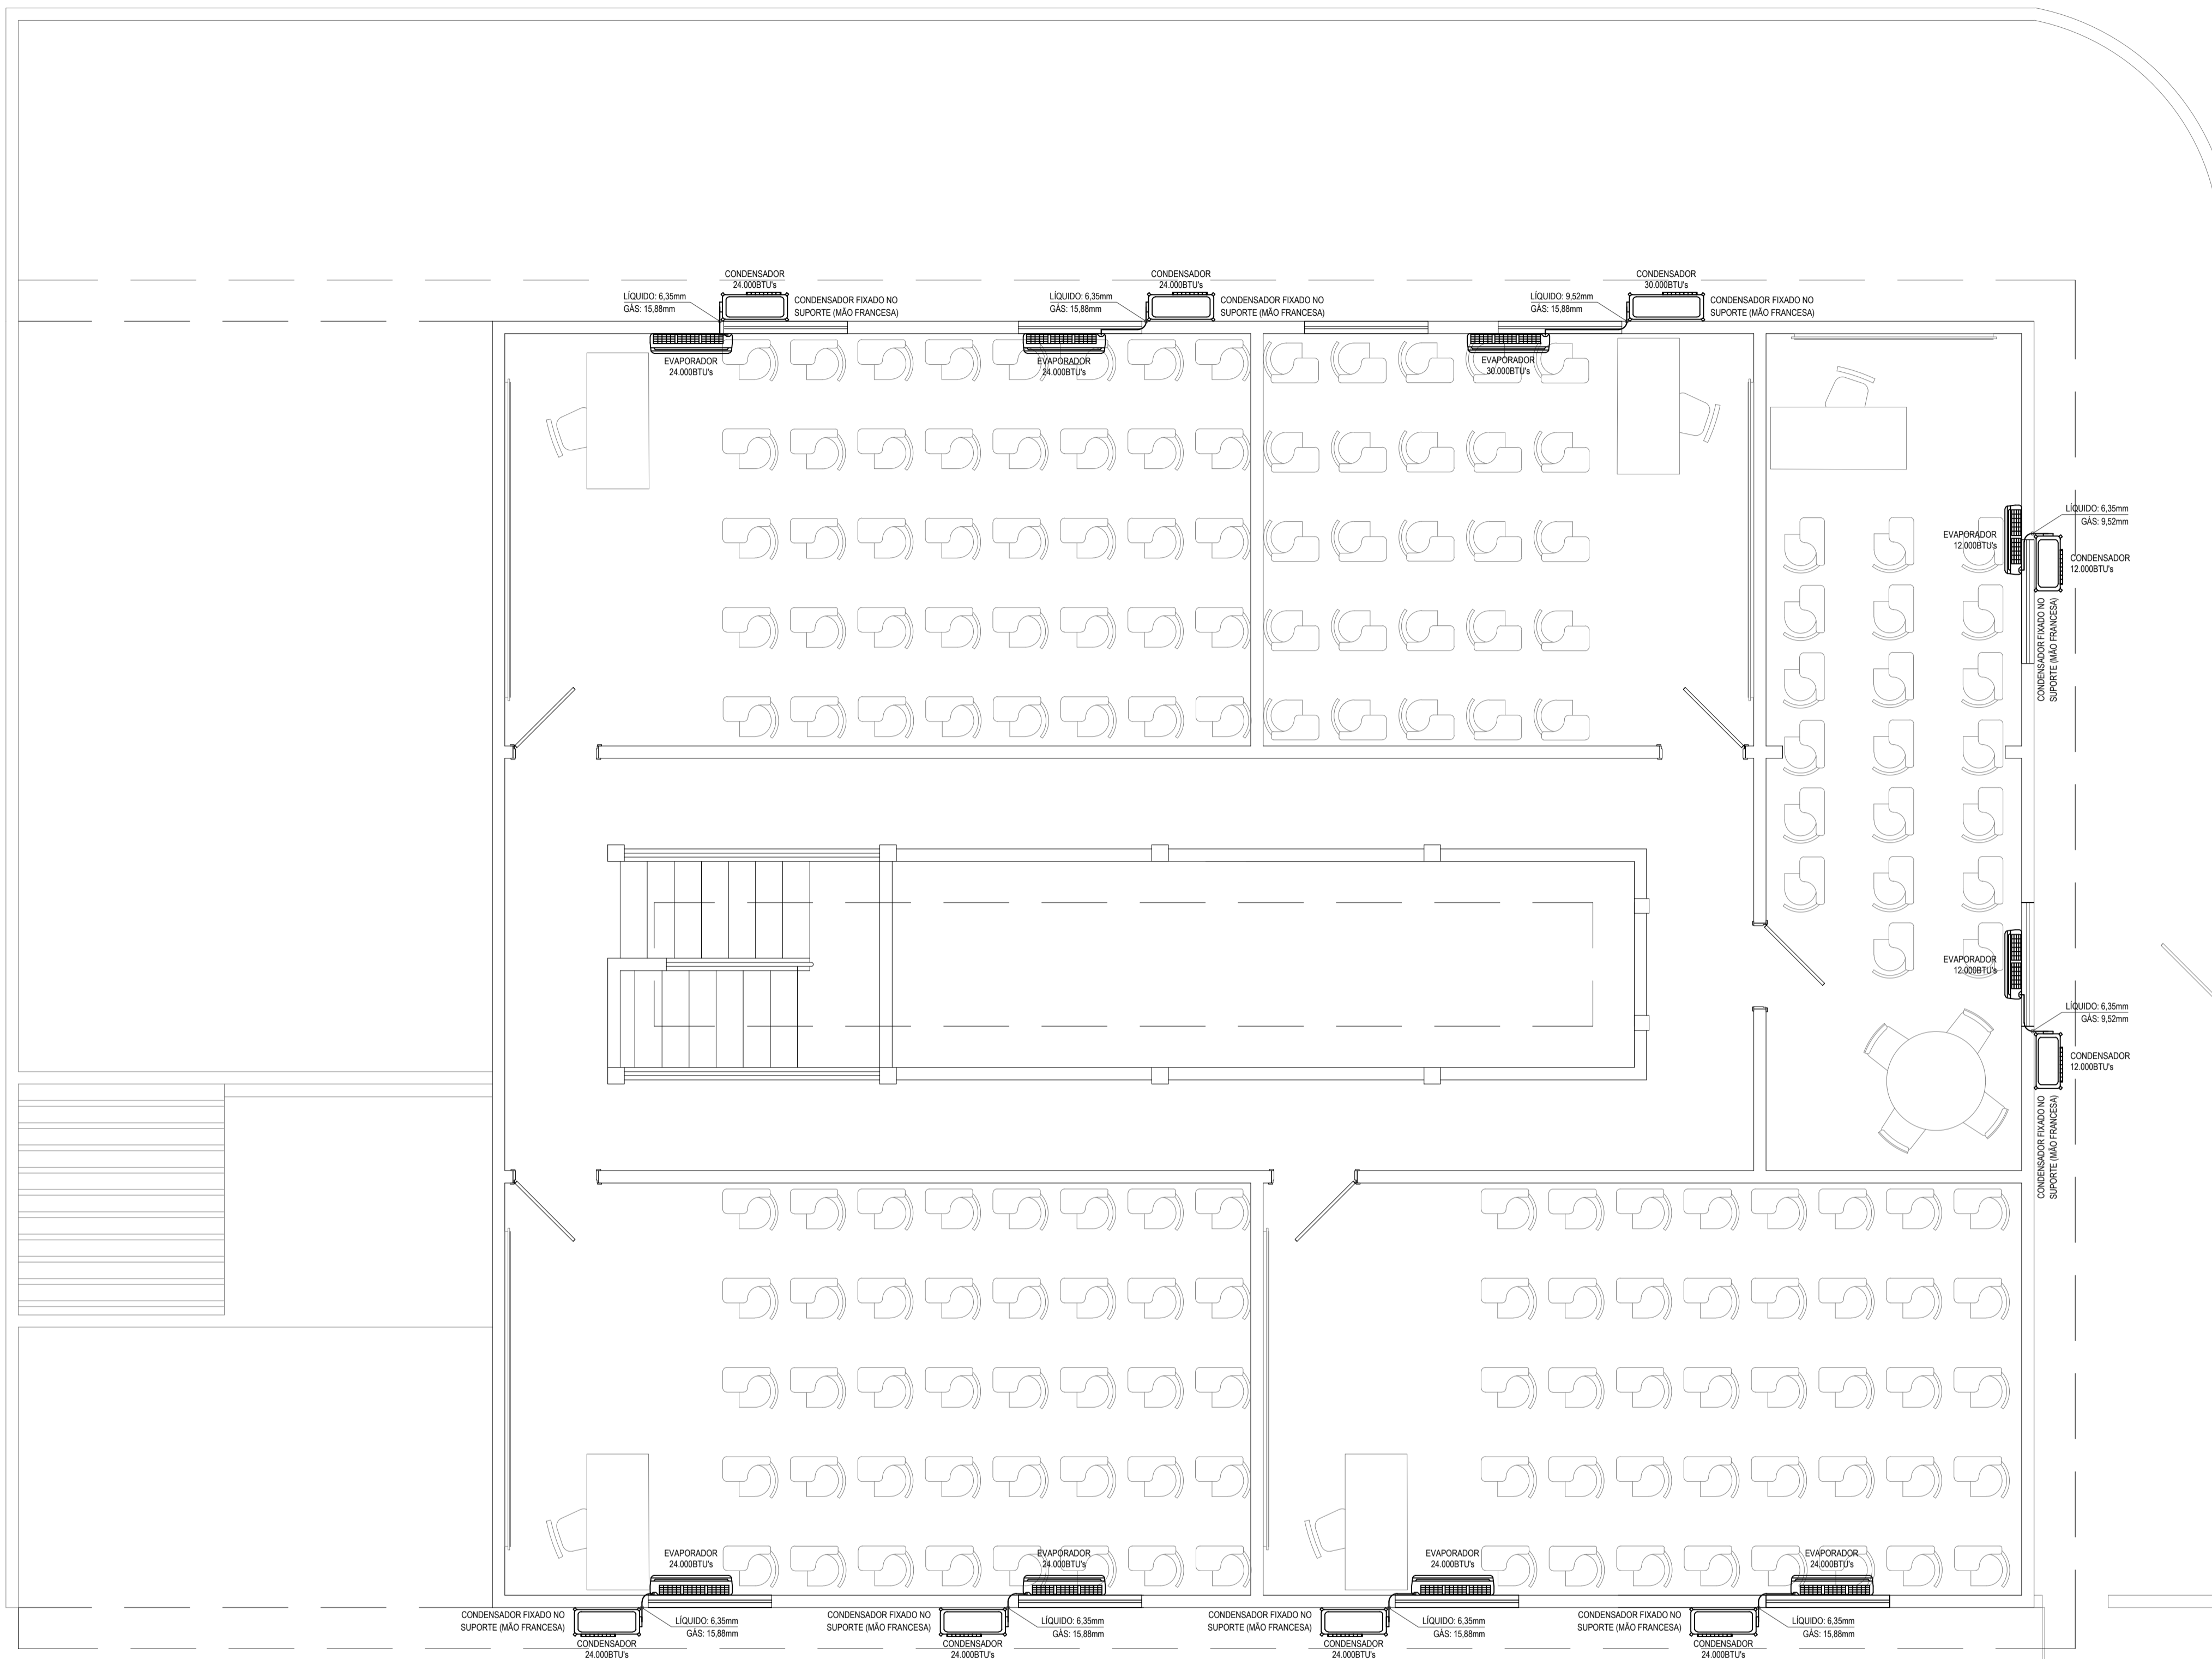 CONDENSADOR
24.000BTU's
LÍQUIDO: 6,35mm
GÁS: 15,88mm
CONDENSADOR FIXADO NO
SUPORTE (MÃO FRANCESA)
EVAPORADOR
24.000BTU's
CONDENSADOR
24.000BTU's
LÍQUIDO: 6,35mm
GÁS: 15,88mm
CONDENSADOR FIXADO NO
SUPORTE (MÃO FRANCESA)
EVAPORADOR
24.000BTU's
CONDENSADOR
30.000BTU's
LÍQUIDO: 9,52mm
GÁS: 15,88mm
CONDENSADOR FIXADO NO
SUPORTE (MÃO FRANCESA)
EVAPORADOR
30.000BTU's
LÍQUIDO: 6,35mm
GÁS: 9,52mm
EVAPORADOR
12.000BTU's
CONDENSADOR
12.000BTU's
CONDENSADOR FIXADO NO
SUPORTE (MÃO FRANCESA)
EVAPORADOR
12.000BTU's
LÍQUIDO: 6,35mm
GÁS: 9,52mm
CONDENSADOR
12.000BTU's
CONDENSADOR FIXADO NO
SUPORTE (MÃO FRANCESA)
EVAPORADOR
24.000BTU's
CONDENSADOR FIXADO NO
SUPORTE (MÃO FRANCESA)
LÍQUIDO: 6,35mm
GÁS: 15,88mm
CONDENSADOR
24.000BTU's
EVAPORADOR
24.000BTU's
CONDENSADOR FIXADO NO
SUPORTE (MÃO FRANCESA)
LÍQUIDO: 6,35mm
GÁS: 15,88mm
CONDENSADOR
24.000BTU's
EVAPORADOR
24.000BTU's
CONDENSADOR FIXADO NO
SUPORTE (MÃO FRANCESA)
LÍQUIDO: 6,35mm
GÁS: 15,88mm
CONDENSADOR
24.000BTU's
EVAPORADOR
24.000BTU's
CONDENSADOR FIXADO NO
SUPORTE (MÃO FRANCESA)
LÍQUIDO: 6,35mm
GÁS: 15,88mm
CONDENSADOR
24.000BTU's